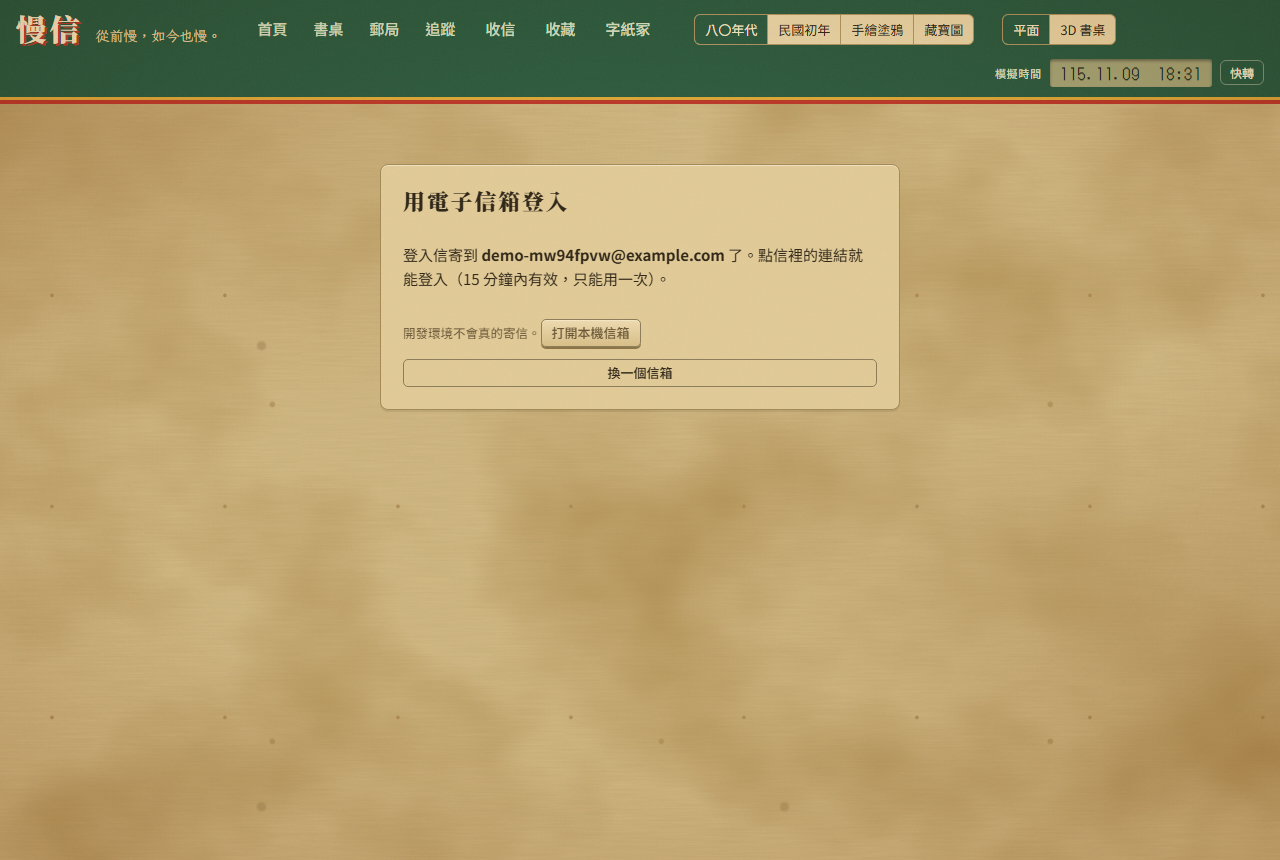 慢信 從前慢，如今也慢。 首頁 書桌 郵局 追蹤 收信 收藏 字紙冢 八〇年代 民國初年 手繪塗鴉 藏寶圖 平面 3D 書桌
模擬時間 115.11.09 18:31 快轉
用電子信箱登入
登入信寄到 demo-mw94fpvw@example.com 了。點信裡的連結就
能登入（15 分鐘內有效，只能用一次）。
開發環境不會真的寄信。 打開本機信箱
換一個信箱